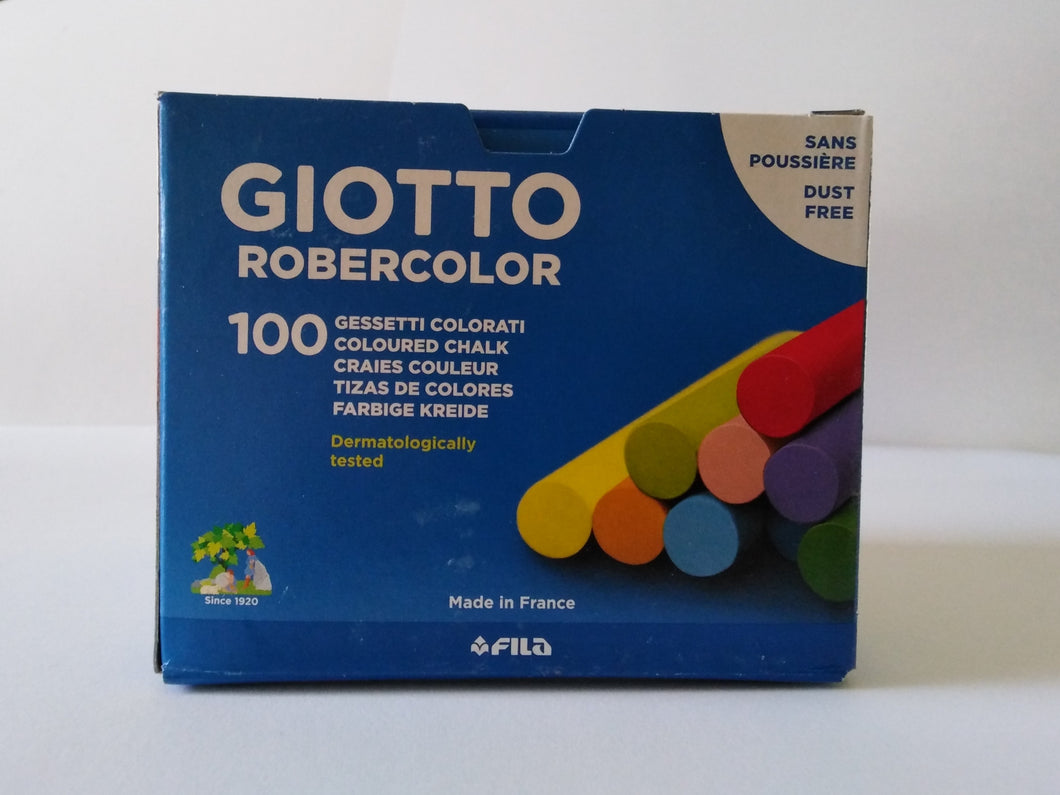 SANS
POUSSIÈRE
DUST
FREE
GIOTTO
ROBERCOLOR
100
GESSETTI COLORATI
COLOURED CHALK
CRAIES COULEUR
TIZAS DE COLORES
FARBIGE KREIDE
Dermatologically
tested
Since 1920
Made in France
FILA